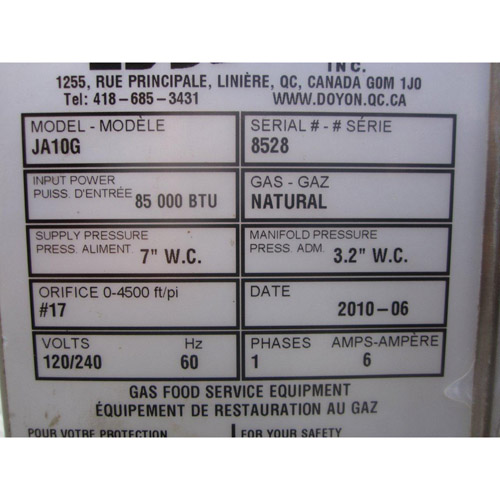 INC.
1255, RUE PRINCIPALE, LINIÈRE, QC, CANADA G0M 1J0
Tel: 418-685-3431 WWW.DOYON.QC.CA
MODEL - MODÈLE
JA10G
SERIAL # - # SÉRIE
8528
INPUT POWER
PUISS. D'ENTRÉE 85 000 BTU
GAS - GAZ
NATURAL
SUPPLY PRESSURE
PRESS. ALIMENT. 7" W.C.
MANIFOLD PRESSURE
PRESS. ADM. 3.2" W.C.
ORIFICE 0-4500 ft/pi
#17
DATE
2010-06
VOLTS Hz
120/240 60
PHASES AMPS-AMPÈRE
1 6
GAS FOOD SERVICE EQUIPMENT
ÉQUIPEMENT DE RESTAURATION AU GAZ
POUR VOTRE PROTECTION
FOR YOUR SAFETY